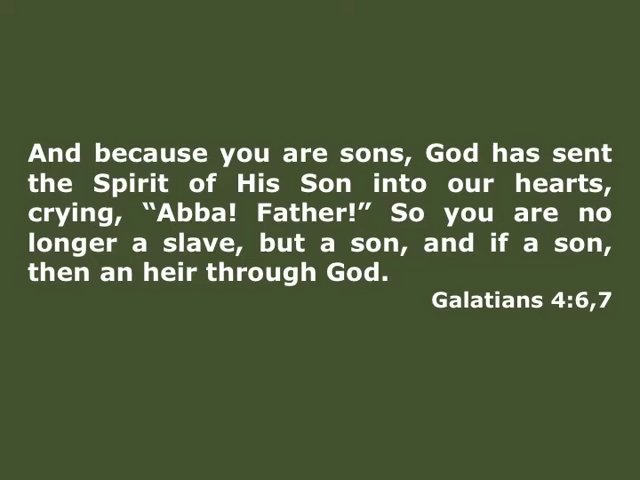 And because you are sons, God has sent
the Spirit of His Son into our hearts,
crying, “Abba! Father!” So you are no
longer a slave, but a son, and if a son,
then an heir through God.
Galatians 4:6,7